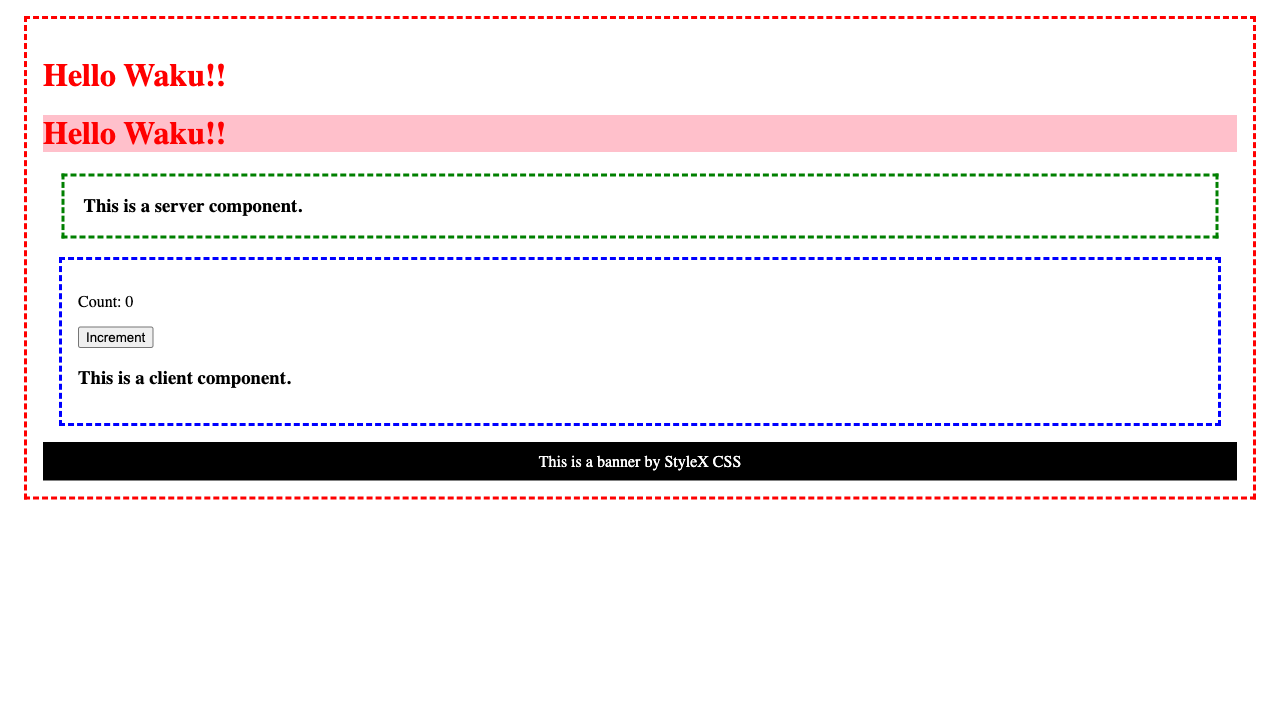 Hello Waku!!
Hello Waku!!
This is a server component.
Count: 0
Increment
This is a client component.
This is a banner by StyleX CSS